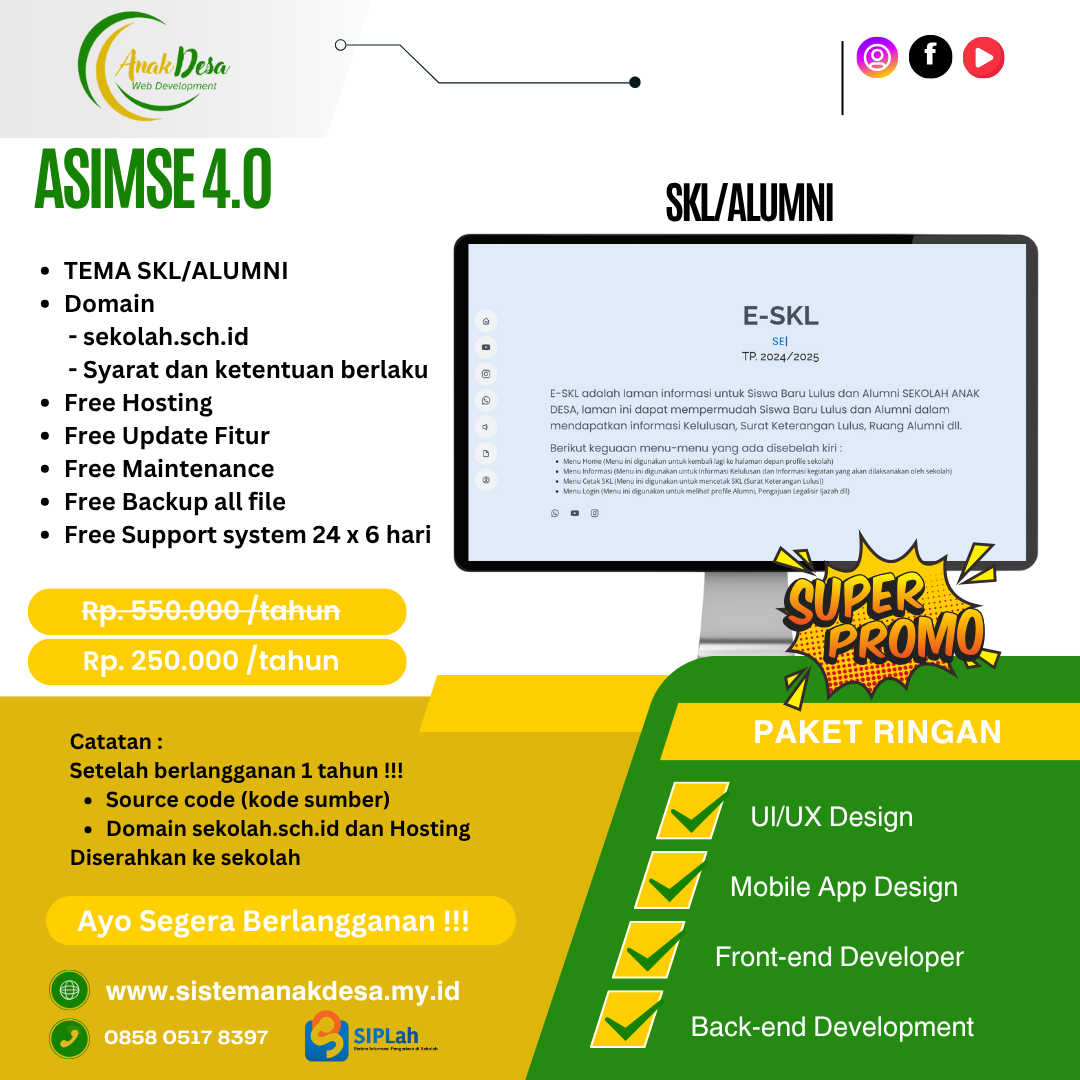 AnakDesa
Web Development
f
ASIMSE 4.0
SKL/ALUMNI
• TEMA SKL/ALUMNI
• Domain
- sekolah.sch.id
- Syarat dan ketentuan berlaku
• Free Hosting
• Free Update Fitur
• Free Maintenance
• Free Backup all file
• Free Support system 24 x 6 hari
E-SKL
SE|
TP. 2024/2025
E-SKL adalah laman informasi untuk Siswa Baru Lulus dan Alumni SEKOLAH ANAK
DESA, laman ini dapat mempermudah Siswa Baru Lulus dan Alumni dalam
mendapatkan informasi Kelulusan, Surat Keterangan Lulus, Ruang Alumni dll.
Berikut keguaan menu-menu yang ada disebelah kiri :
• Menu Home (Menu ini digunakan untuk kembali lagi ke halaman depan profile sekolah)
• Menu Informasi (Menu ini digunakan untuk Informasi Kelulusan dan Informasi kegiatan yang akan dilaksanakan oleh sekolah)
• Menu Cetak SKL (Menu ini digunakan untuk mencetak SKL (Surat Keterangan Lulus))
• Menu Login (Menu ini digunakan untuk melihat profile Alumni, Pengajuan Legalisir Ijazah dll)
Rp. 550.000 /tahun
Rp. 250.000 /tahun
SUPER
PROMO
Catatan :
Setelah berlangganan 1 tahun !!!
• Source code (kode sumber)
• Domain sekolah.sch.id dan Hosting
Diserahkan ke sekolah
Ayo Segera Berlangganan !!!
www.sistemanakdesa.my.id
0858 0517 8397
SIPLah
Sistem Informasi Pengadaan di Sekolah
PAKET RINGAN
UI/UX Design
Mobile App Design
Front-end Developer
Back-end Development